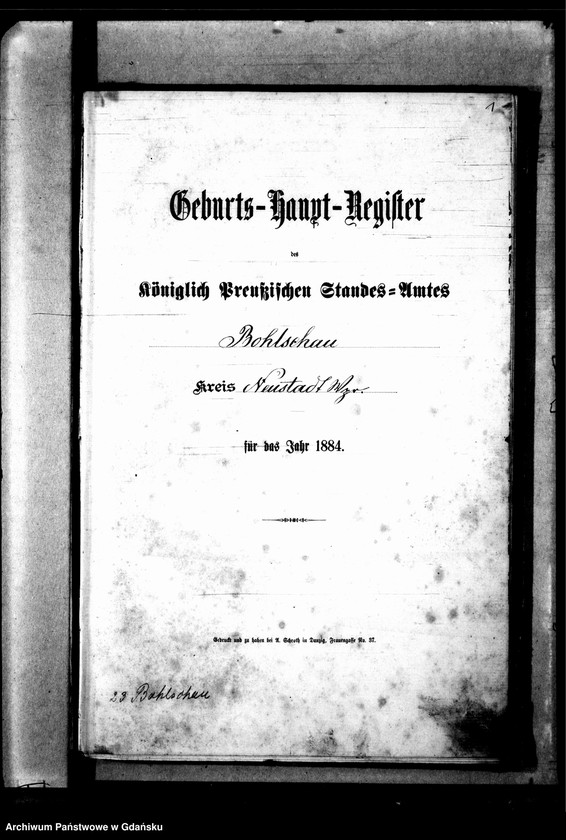 1
Geburts-Haupt-Register
des
Königlich Preußischen Standes-Amtes
Bohlschau
Kreis Neustadt Wpr.
für das Jahr 1884.
Gedruckt und zu haben bei A. Schroth in Danzig, Frauengasse No. 37.
23 Bohlschau
Archiwum Państwowe w Gdańsku